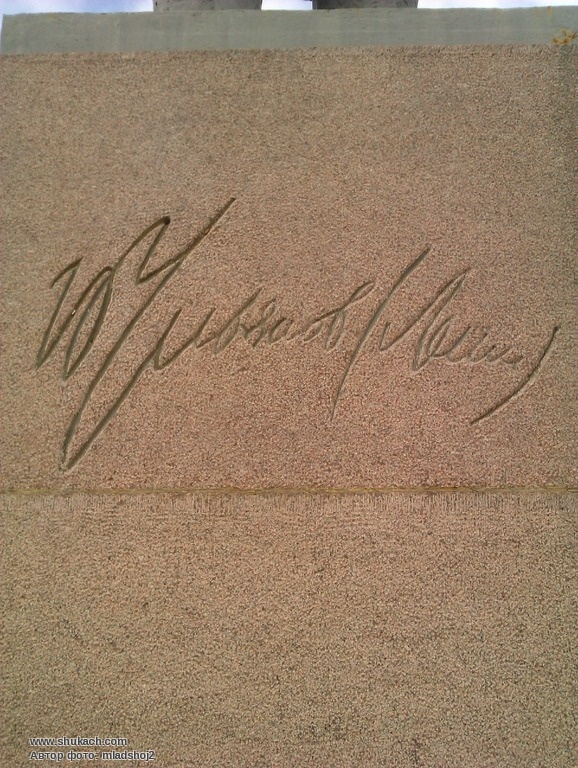 В Ульянов (Ленин)
www.shukach.com
Автор фото: mladshoj2